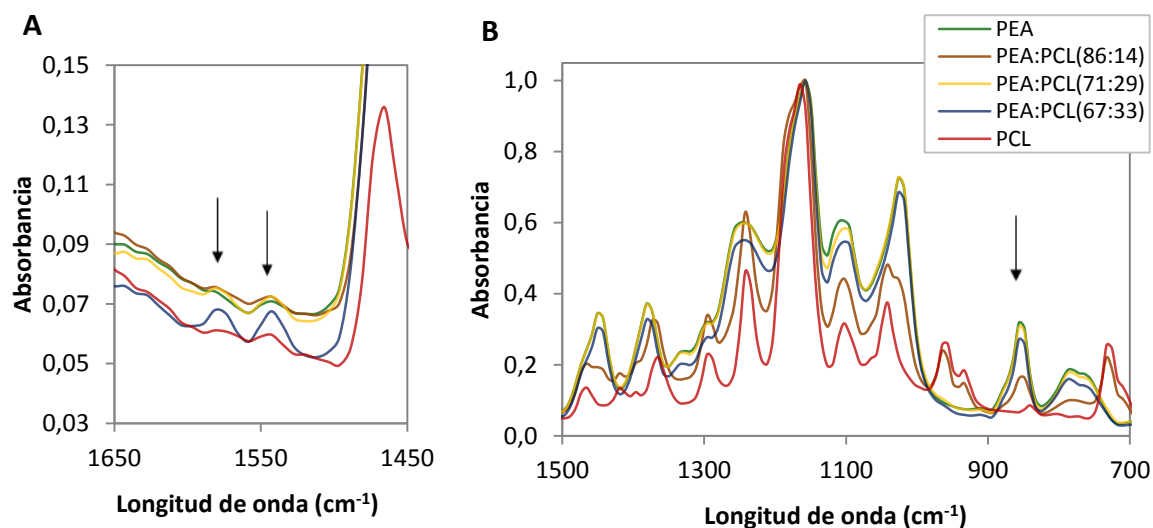 A
0,15
0,13
0,11
0,09
0,07
0,05
0,03
Absorbancia
1650
1550
1450
Longitud de onda (cm-1)
B
PEA
PEA:PCL(86:14)
PEA:PCL(71:29)
PEA:PCL(67:33)
PCL
1,0
0,8
0,6
0,4
0,2
0,0
Absorbancia
1500
1300
1100
900
700
Longitud de onda (cm-1)